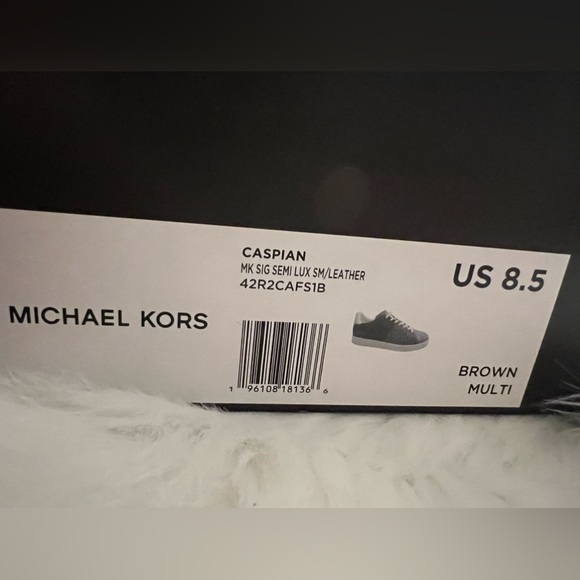 CASPIAN
MK SIG SEMI LUX SM/LEATHER
42R2CAFS1B
US 8.5
MICHAEL KORS
1 96108 18136 6
BROWN
MULTI